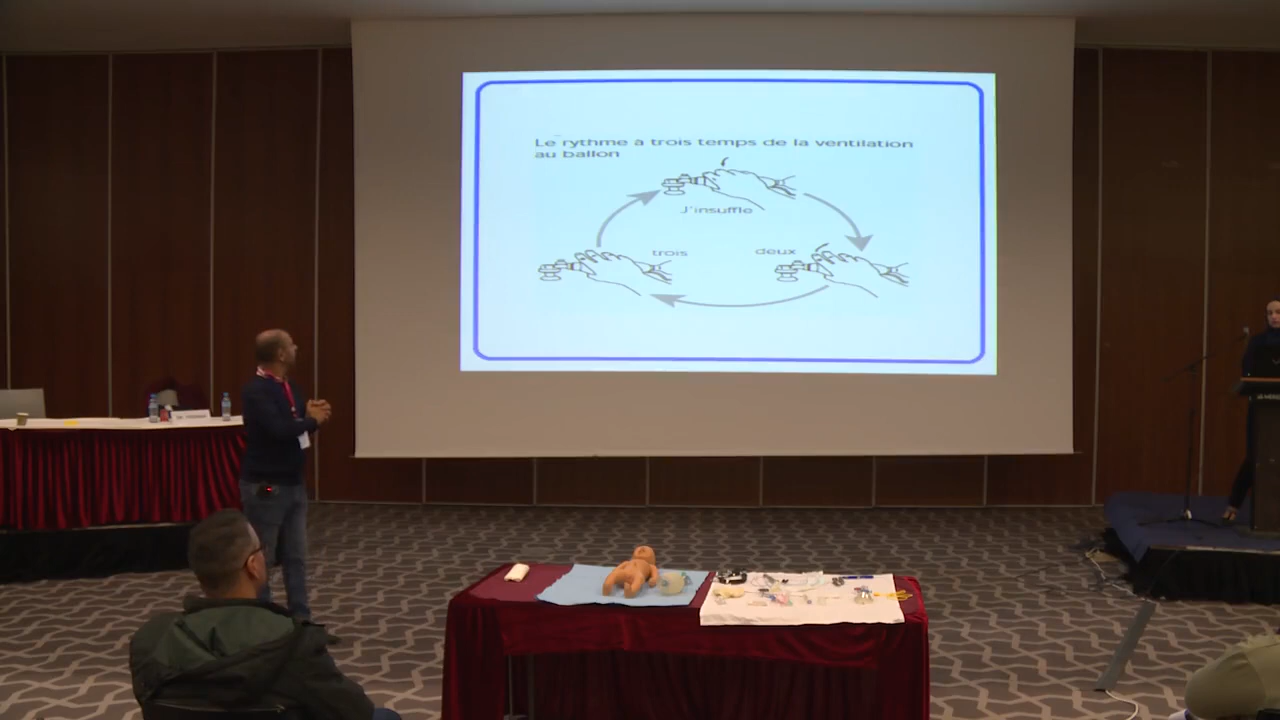 Le rythme à trois temps de la ventilation
au ballon
J'insuffle
trois
deux